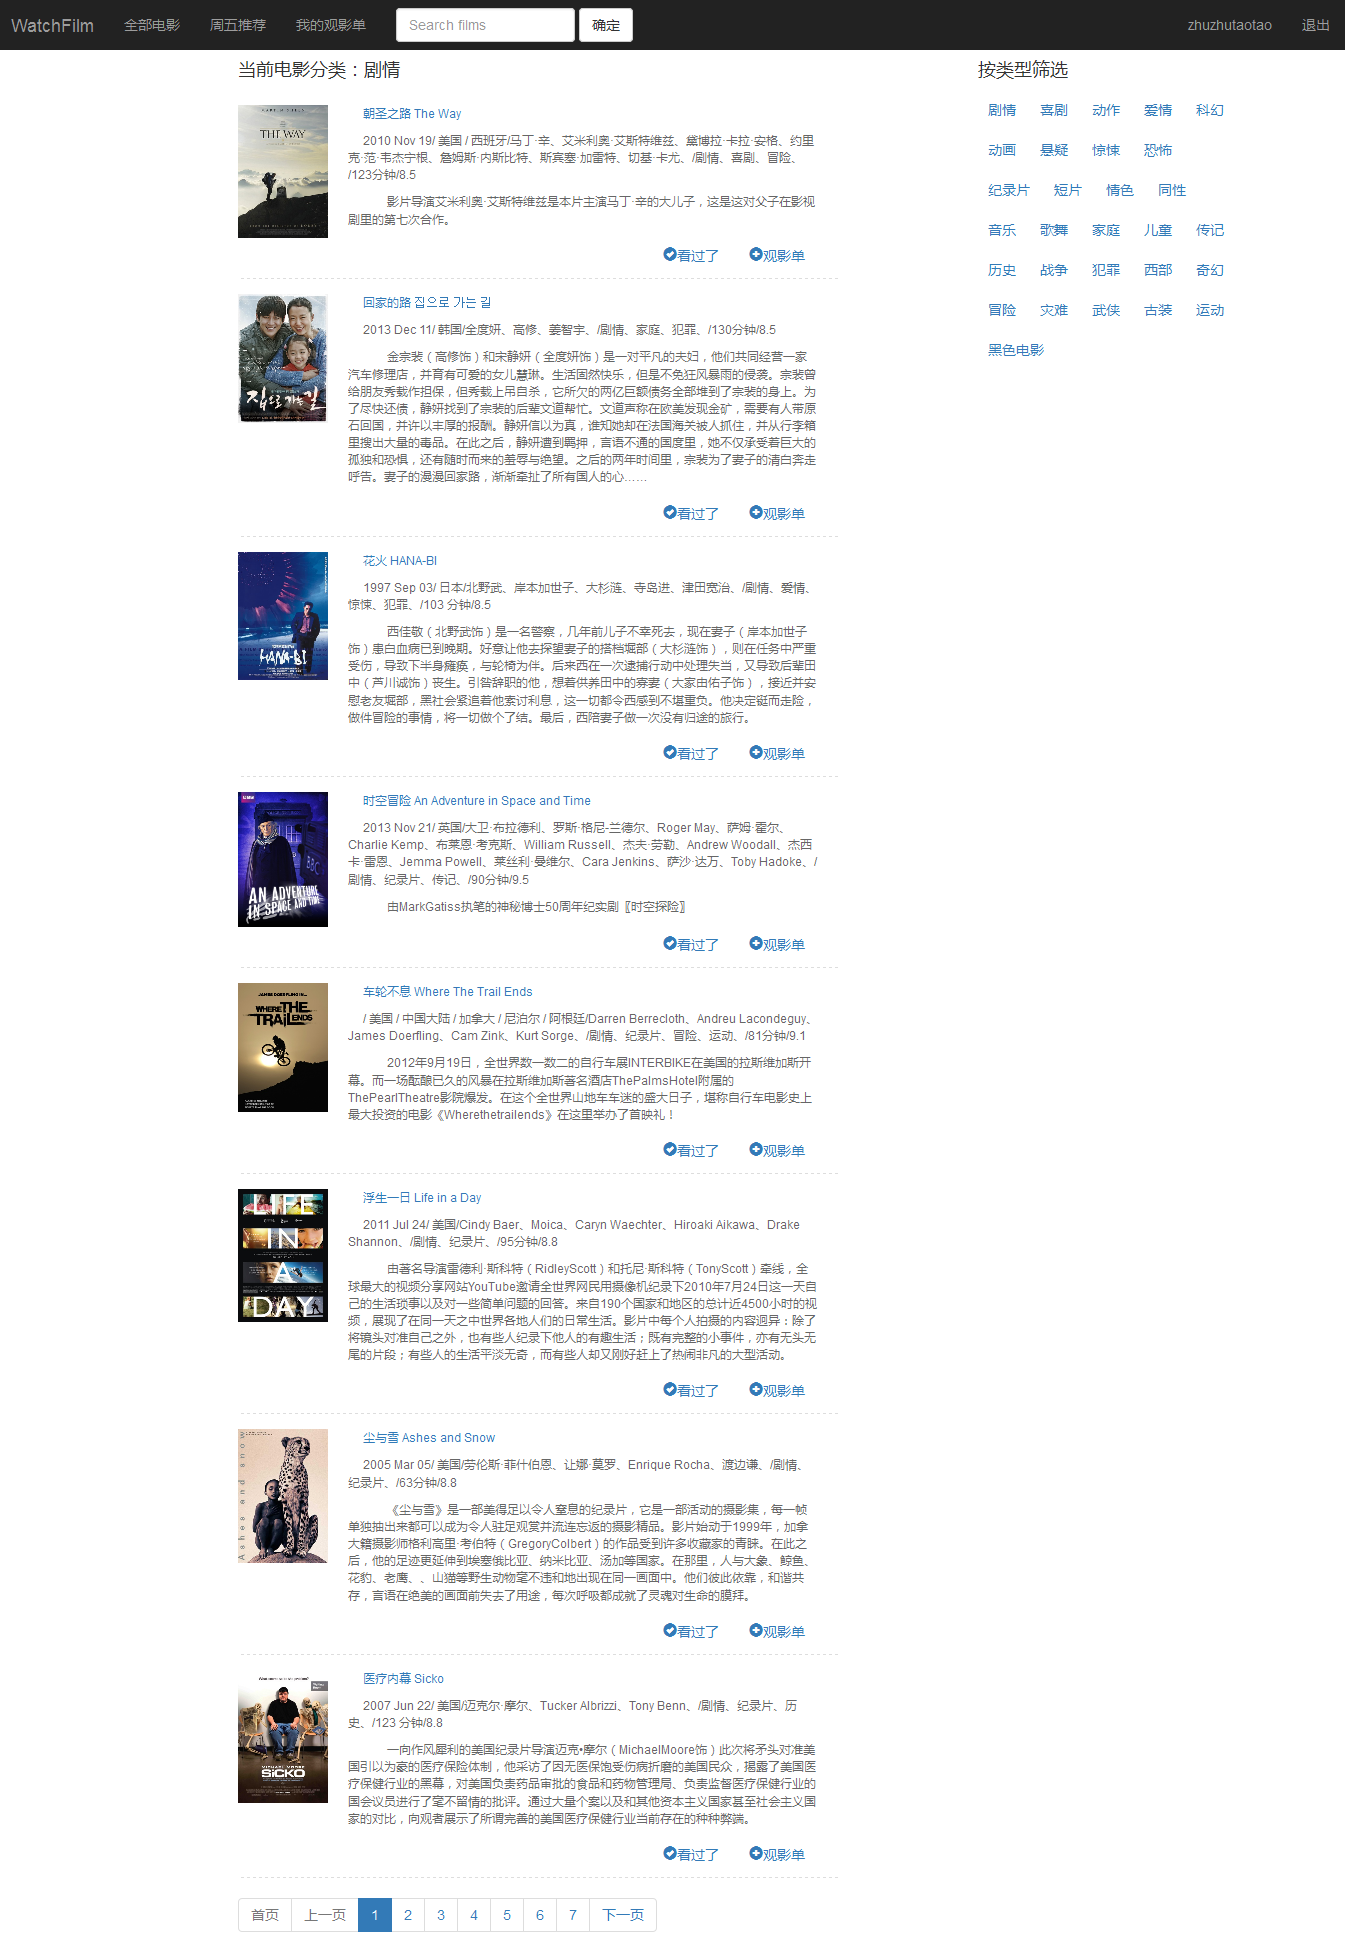 WatchFilm 全部电影 周五推荐 我的观影单 Search films 确定 zhuzhutaotao 退出
当前电影分类：剧情
朝圣之路 The Way
2010 Nov 19/ 美国 / 西班牙/马丁·辛、艾米利奥·艾斯特维兹、黛博拉·卡拉·安格、约里
克·范·韦杰宁根、詹姆斯·内斯比特、斯宾塞·加雷特、切基·卡尤、/剧情、喜剧、冒险、
/123分钟/8.5
影片导演艾米利奥·艾斯特维兹是本片主演马丁·辛的大儿子，这是这对父子在影视
剧里的第七次合作。
看过了 观影单
THE WAY
回家的路 집으로 가는 길
2013 Dec 11/ 韩国/全度妍、高修、姜智宇、/剧情、家庭、犯罪、/130分钟/8.5
金宗裴（高修饰）和宋静妍（全度妍饰）是一对平凡的夫妇，他们共同经营一家
汽车修理店，并育有可爱的女儿慧琳。生活固然快乐，但是不免狂风暴雨的侵袭。宗裴曾
给朋友秀载作担保，但秀载上吊自杀，它所欠的两亿巨额债务全部堆到了宗裴的身上。为
了尽快还债，静妍找到了宗裴的后辈文道帮忙。文道声称在欧美发现金矿，需要有人带原
石回国，并许以丰厚的报酬。静妍信以为真，谁知她却在法国海关被人抓住，并从行李箱
里搜出大量的毒品。在此之后，静妍遭到羁押，言语不通的国度里，她不仅承受着巨大的
孤独和恐惧，还有随时而来的羞辱与绝望。之后的两年时间里，宗裴为了妻子的清白奔走
呼告。妻子的漫漫回家路，渐渐牵扯了所有国人的心……
看过了 观影单
집으로 가는 길
花火 HANA-BI
1997 Sep 03/ 日本/北野武、岸本加世子、大杉涟、寺岛进、津田宽治、/剧情、爱情、
惊悚、犯罪、/103 分钟/8.5
西佳敬（北野武饰）是一名警察，几年前儿子不幸死去，现在妻子（岸本加世子
饰）患白血病已到晚期。好意让他去探望妻子的搭档堀部（大杉涟饰），则在任务中严重
受伤，导致下半身瘫痪，与轮椅为伴。后来西在一次逮捕行动中处理失当，又导致后辈田
中（芦川诚饰）丧生。引咎辞职的他，想着供养田中的寡妻（大家由佑子饰），接近并安
慰老友堀部，黑社会紧追着他索讨利息，这一切都令西感到不堪重负。他决定铤而走险，
做件冒险的事情，将一切做个了结。最后，西陪妻子做一次没有归途的旅行。
看过了 观影单
HANA-BI
时空冒险 An Adventure in Space and Time
2013 Nov 21/ 英国/大卫·布拉德利、罗斯·格尼-兰德尔、Roger May、萨姆·霍尔、
Charlie Kemp、布莱恩·考克斯、William Russell、杰夫·劳勒、Andrew Woodall、杰西
卡·雷恩、Jemma Powell、莱丝利·曼维尔、Cara Jenkins、萨沙·达万、Toby Hadoke、/
剧情、纪录片、传记、/90分钟/9.5
由MarkGatiss执笔的神秘博士50周年纪实剧〖时空探险〗
看过了 观影单
AN ADVENTURE
IN SPACE AND TIME
车轮不息 Where The Trail Ends
/ 美国 / 中国大陆 / 加拿大 / 尼泊尔 / 阿根廷/Darren Berrecloth、Andreu Lacondeguy、
James Doerfling、Cam Zink、Kurt Sorge、/剧情、纪录片、冒险、运动、/81分钟/9.1
2012年9月19日，全世界数一数二的自行车展INTERBIKE在美国的拉斯维加斯开
幕。而一场酝酿已久的风暴在拉斯维加斯著名酒店ThePalmsHotel附属的
ThePearlTheatre影院爆发。在这个全世界山地车车迷的盛大日子，堪称自行车电影史上
最大投资的电影《Wherethetrailends》在这里举办了首映礼！
看过了 观影单
WHERE THE
TRAIL ENDS
浮生一日 Life in a Day
2011 Jul 24/ 美国/Cindy Baer、Moica、Caryn Waechter、Hiroaki Aikawa、Drake
Shannon、/剧情、纪录片、/95分钟/8.8
由著名导演雷德利·斯科特（RidleyScott）和托尼·斯科特（TonyScott）牵线，全
球最大的视频分享网站YouTube邀请全世界网民用摄像机纪录下2010年7月24日这一天自
己的生活琐事以及对一些简单问题的回答。来自190个国家和地区的总计近4500小时的视
频，展现了在同一天之中世界各地人们的日常生活。影片中每个人拍摄的内容迥异：除了
将镜头对准自己之外，也有些人纪录下他人的有趣生活；既有完整的小事件，亦有无头无
尾的片段；有些人的生活平淡无奇，而有些人却又刚好赶上了热闹非凡的大型活动。
看过了 观影单
LIFE
IN
A
DAY
尘与雪 Ashes and Snow
2005 Mar 05/ 美国/劳伦斯·菲什伯恩、让娜·莫罗、Enrique Rocha、渡边谦、/剧情、
纪录片、/63分钟/8.8
《尘与雪》是一部美得足以令人窒息的纪录片，它是一部活动的摄影集，每一帧
单独抽出来都可以成为令人驻足观赏并流连忘返的摄影精品。影片始动于1999年，加拿
大籍摄影师格利高里·考伯特（GregoryColbert）的作品受到许多收藏家的青睐。在此之
后，他的足迹更延伸到埃塞俄比亚、纳米比亚、汤加等国家。在那里，人与大象、鲸鱼、
花豹、老鹰、、山猫等野生动物毫不违和地出现在同一画面中。他们彼此依靠，和谐共
存，言语在绝美的画面前失去了用途，每次呼吸都成就了灵魂对生命的膜拜。
看过了 观影单
Ashes and snow
医疗内幕 Sicko
2007 Jun 22/ 美国/迈克尔·摩尔、Tucker Albrizzi、Tony Benn、/剧情、纪录片、历
史、/123 分钟/8.8
一向作风犀利的美国纪录片导演迈克•摩尔（MichaelMoore饰）此次将矛头对准美
国引以为豪的医疗保险体制，他采访了因无医保饱受伤病折磨的美国民众，揭露了美国医
疗保健行业的黑幕，对美国负责药品审批的食品和药物管理局、负责监督医疗保健行业的
国会议员进行了毫不留情的批评。通过大量个案以及和其他资本主义国家甚至社会主义国
家的对比，向观者展示了所谓完善的美国医疗保健行业当前存在的种种弊端。
看过了 观影单
SiCKO
首页 上一页 1 2 3 4 5 6 7 下一页
按类型筛选
剧情 喜剧 动作 爱情 科幻
动画 悬疑 惊悚 恐怖
纪录片 短片 情色 同性
音乐 歌舞 家庭 儿童 传记
历史 战争 犯罪 西部 奇幻
冒险 灾难 武侠 古装 运动
黑色电影